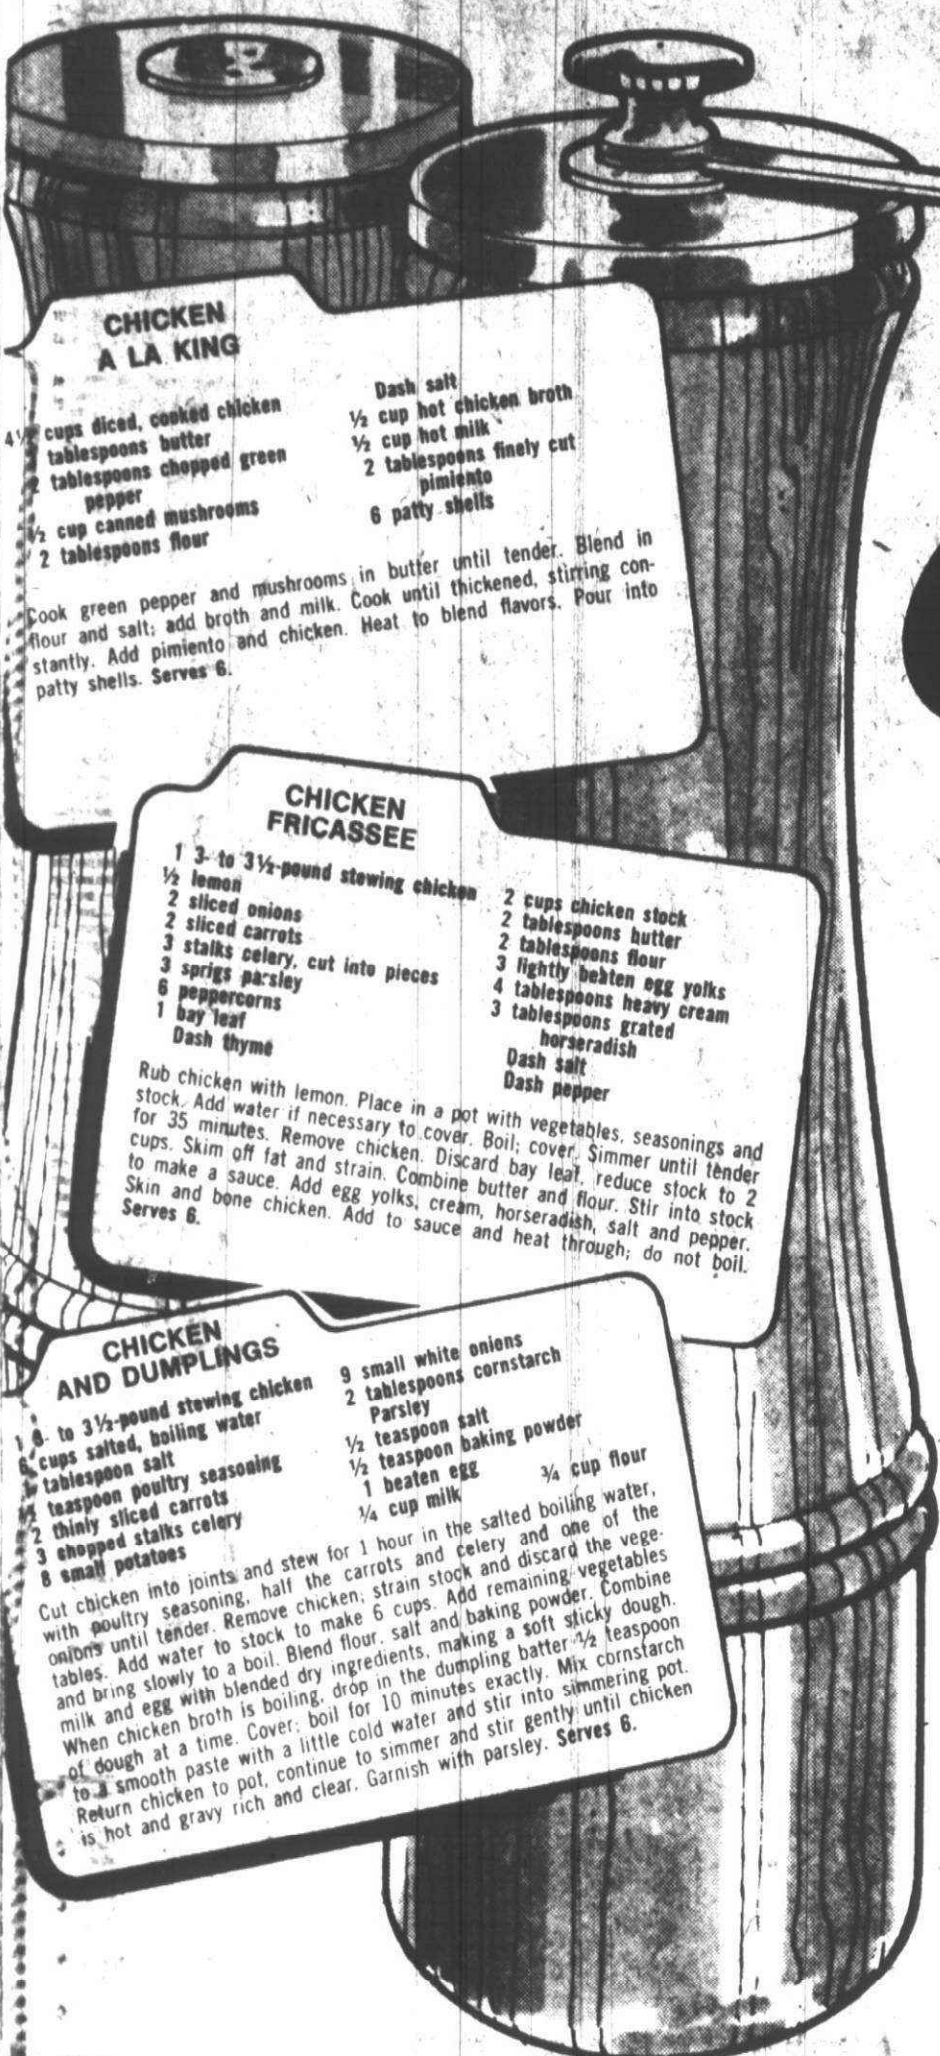 CHICKEN
A LA KING
4½ cups diced, cooked chicken
tablespoons butter
2 tablespoons chopped green
pepper
½ cup canned mushrooms
2 tablespoons flour
Dash salt
½ cup hot chicken broth
½ cup hot milk
2 tablespoons finely cut
pimiento
6 patty shells
Cook green pepper and mushrooms in butter until tender. Blend in
flour and salt; add broth and milk. Cook until thickened, stirring con-
stantly. Add pimiento and chicken. Heat to blend flavors. Pour into
patty shells. Serves 6.
CHICKEN
FRICASSEE
1 3- to 3½-pound stewing chicken
½ lemon
2 sliced onions
2 sliced carrots
3 stalks celery, cut into pieces
3 sprigs parsley
6 peppercorns
1 bay leaf
Dash thyme
2 cups chicken stock
2 tablespoons butter
2 tablespoons flour
3 lightly beaten egg yolks
4 tablespoons heavy cream
3 tablespoons grated
horseradish
Dash salt
Dash pepper
Rub chicken with lemon. Place in a pot with vegetables, seasonings and
stock. Add water if necessary to cover. Boil; cover. Simmer until tender
for 35 minutes. Remove chicken. Discard bay leaf, reduce stock to 2
cups. Skim off fat and strain. Combine butter and flour. Stir into stock
to make a sauce. Add egg yolks, cream, horseradish, salt and pepper.
Skin and bone chicken. Add to sauce and heat through; do not boil.
Serves 6.
CHICKEN
AND DUMPLINGS
1 3- to 3½-pound stewing chicken
6 cups salted, boiling water
tablespoon salt
½ teaspoon poultry seasoning
2 thinly sliced carrots
3 chopped stalks celery
8 small potatoes
9 small white onions
2 tablespoons cornstarch
Parsley
½ teaspoon salt
½ teaspoon baking powder
1 beaten egg
¼ cup milk
¾ cup flour
Cut chicken into joints and stew for 1 hour in the salted boiling water,
with poultry seasoning, half the carrots and celery and one of the
onions until tender. Remove chicken; strain stock and discard the vege-
tables. Add water to stock to make 6 cups. Add remaining vegetables
and bring slowly to a boil. Blend flour, salt and baking powder. Combine
milk and egg with blended dry ingredients, making a soft sticky dough.
When chicken broth is boiling, drop in the dumpling batter ½ teaspoon
of dough at a time. Cover; boil for 10 minutes exactly. Mix cornstarch
to a smooth paste with a little cold water and stir into simmering pot.
Return chicken to pot, continue to simmer and stir gently until chicken
is hot and gravy rich and clear. Garnish with parsley. Serves 6.